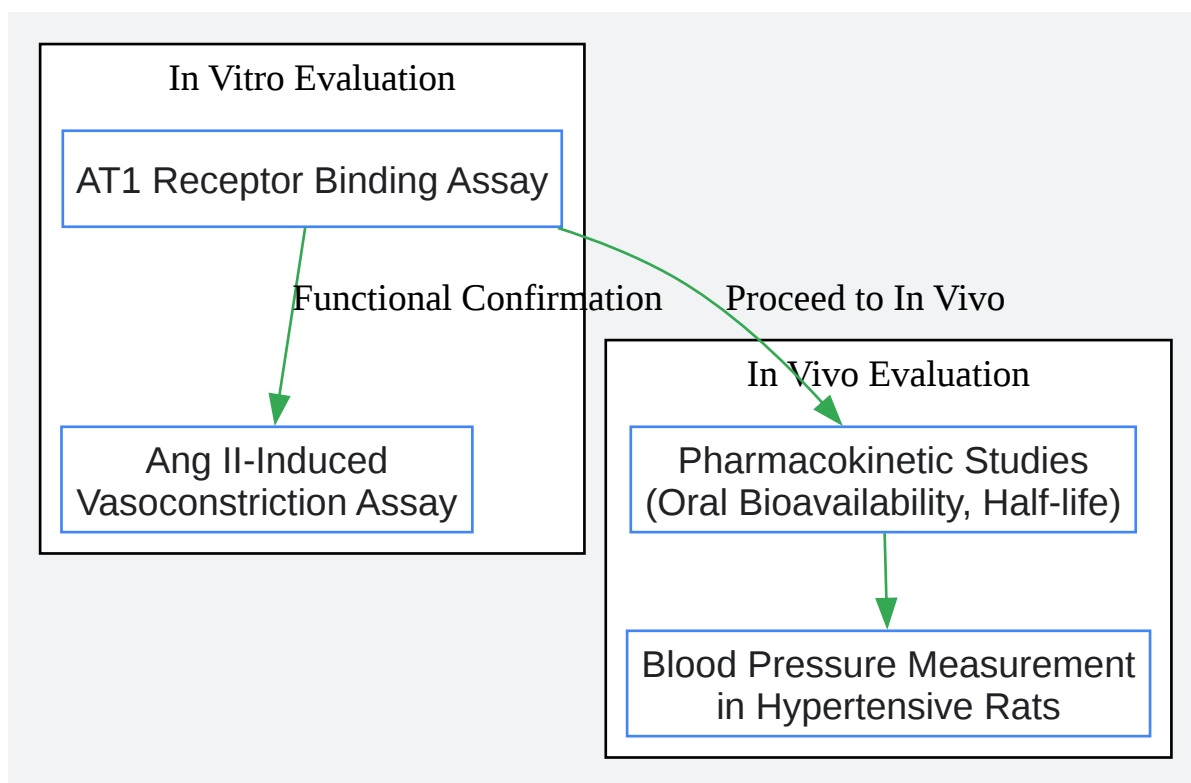 In Vitro Evaluation
AT1 Receptor Binding Assay
Functional Confirmation
Proceed to In Vivo
Ang II-Induced
Vasoconstriction Assay
In Vivo Evaluation
Pharmacokinetic Studies
(Oral Bioavailability, Half-life)
Blood Pressure Measurement
in Hypertensive Rats